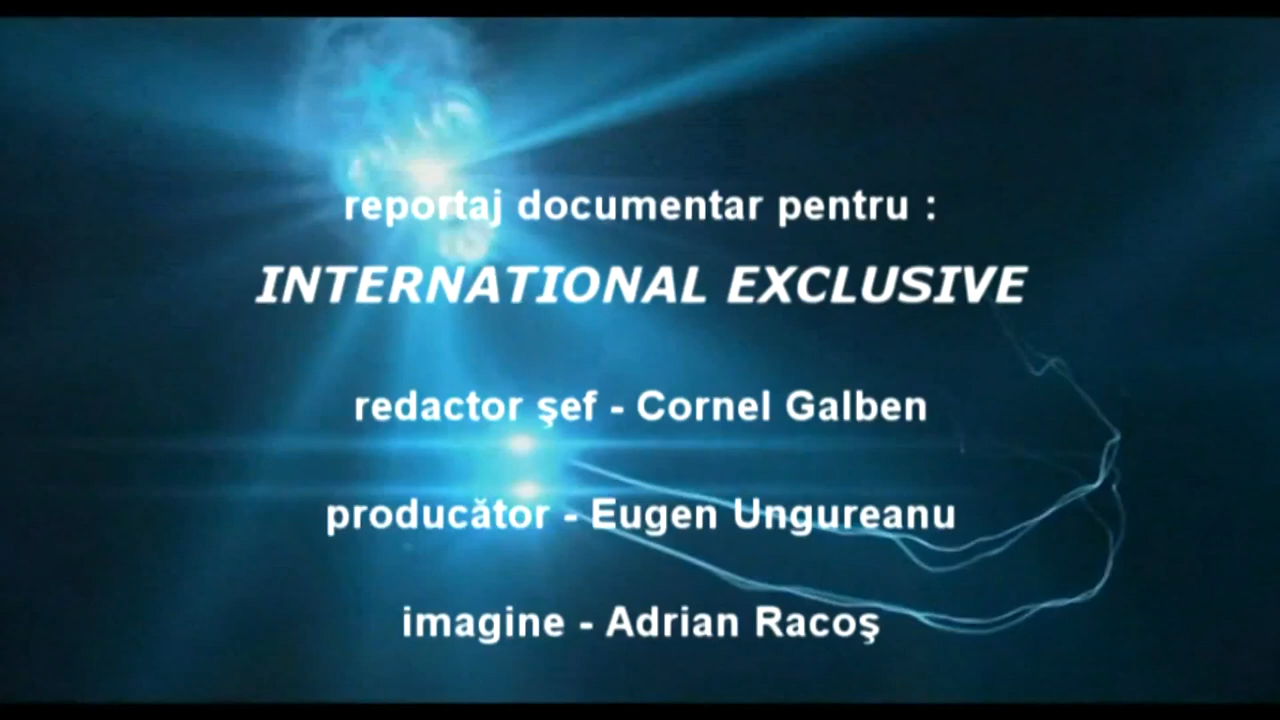 reportaj documentar pentru :
INTERNATIONAL EXCLUSIVE
redactor şef - Cornel Galben
producător - Eugen Ungureanu
imagine - Adrian Racoş